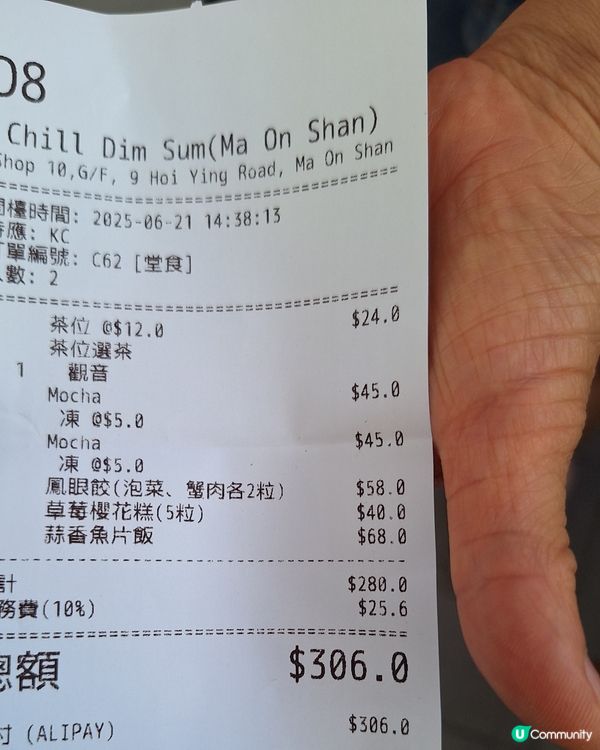 08
Chill Dim Sum(Ma On Shan)
Shop 10,G/F, 9 Hoi Ying Road, Ma On Shan
檯時間: 2025-06-21 14:38:13
應: KC
單編號: C62 [堂食]
數: 2
茶位 @$12.0 $24.0
茶位選茶
1 觀音
Mocha $45.0
凍 @$5.0
Mocha $45.0
凍 @$5.0
鳳眼餃(泡菜、蟹肉各2粒) $58.0
草莓櫻花糕(5粒) $40.0
蒜香魚片飯 $68.0
計 $280.0
務費(10%) $25.6
總額 $306.0
付 (ALIPAY) $306.0
U Community